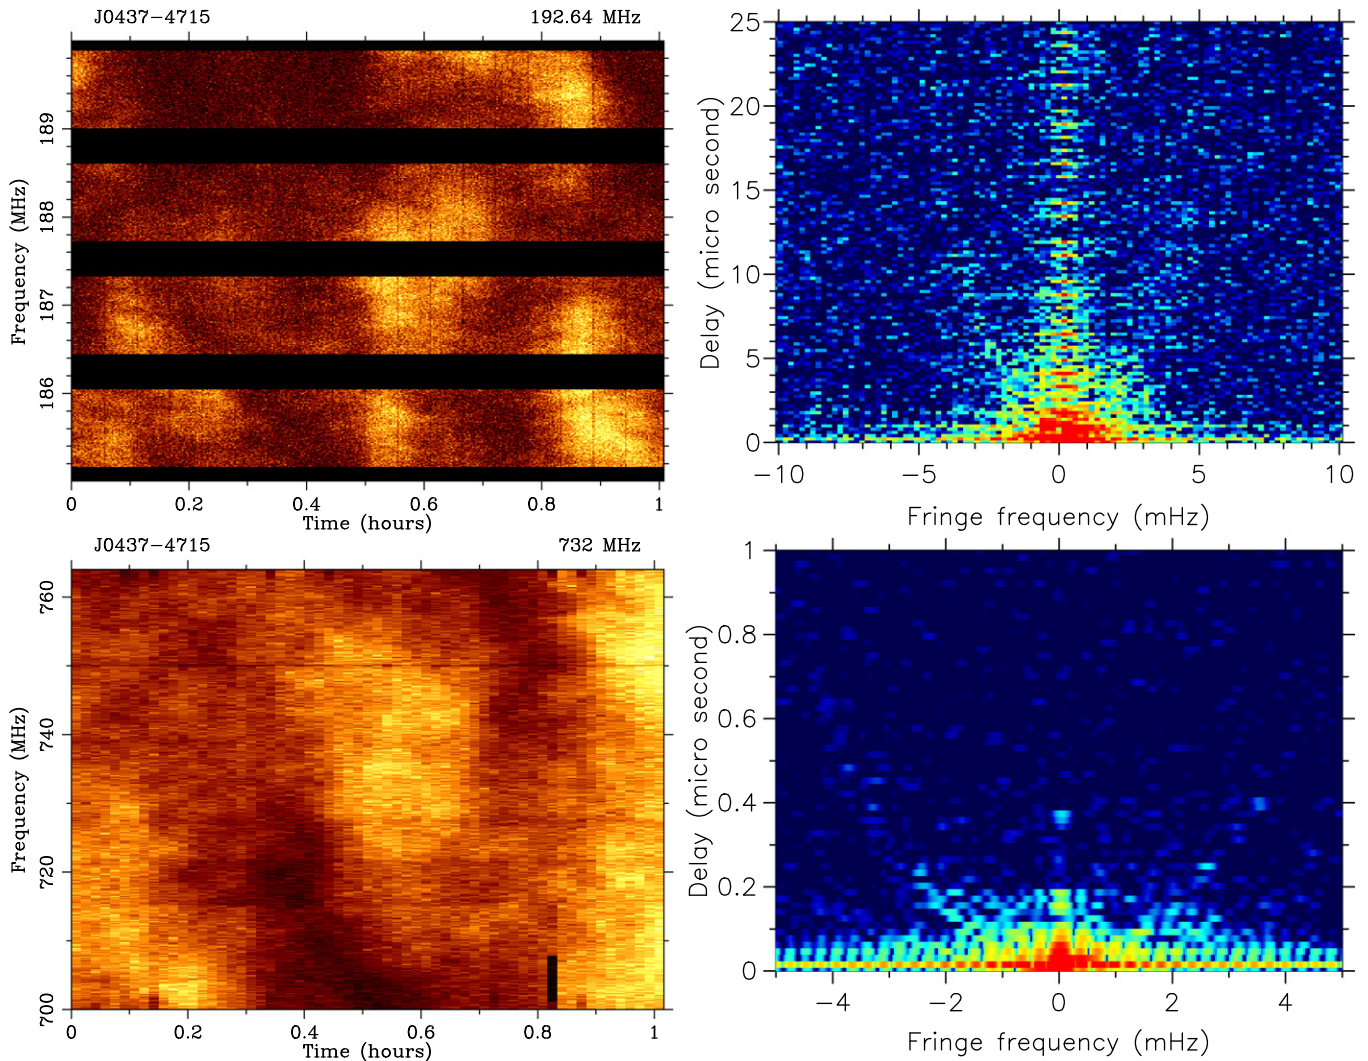 J0437-4715 192.64 MHz
Frequency (MHz)
189
188
187
186
0 0.2 0.4 0.6 0.8 1
Time (hours)
Delay (micro second)
25
20
15
10
5
0
-10 -5 0 5 10
Fringe frequency (mHz)
J0437-4715 732 MHz
Frequency (MHz)
760
740
720
700
0 0.2 0.4 0.6 0.8 1
Time (hours)
Delay (micro second)
1
0.8
0.6
0.4
0.2
0
-4 -2 0 2 4
Fringe frequency (mHz)